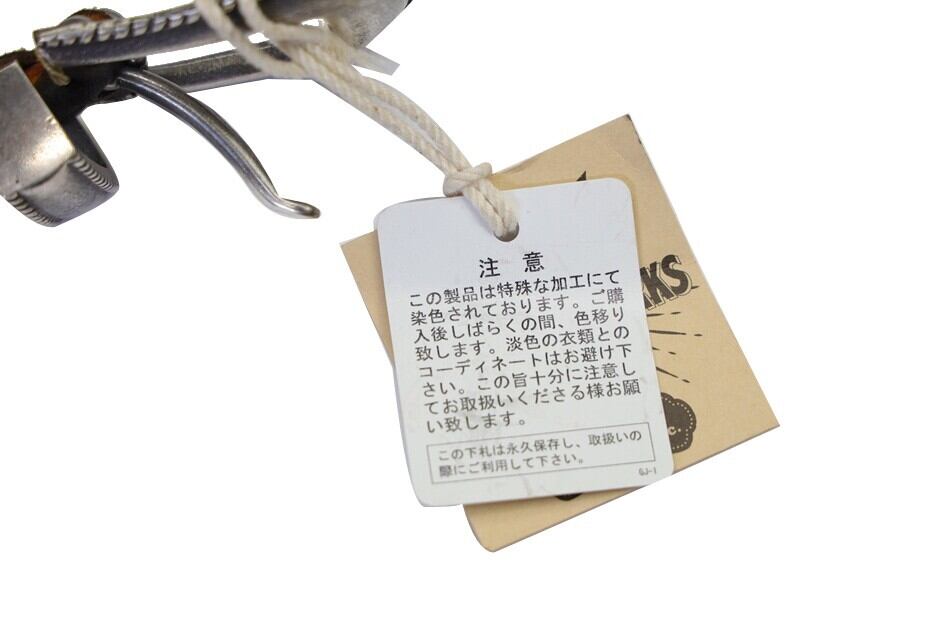 注 意
この製品は特殊な加工にて
染色されております。ご購
入後しばらくの間、色移り
致します。淡色の衣類との
コーディネートはお避け下
さい。この旨十分に注意し
てお取扱いくださる様お願
い致します。
この下札は永久保存し、取扱いの
際にご利用して下さい。
GJ-1
RKS
c.